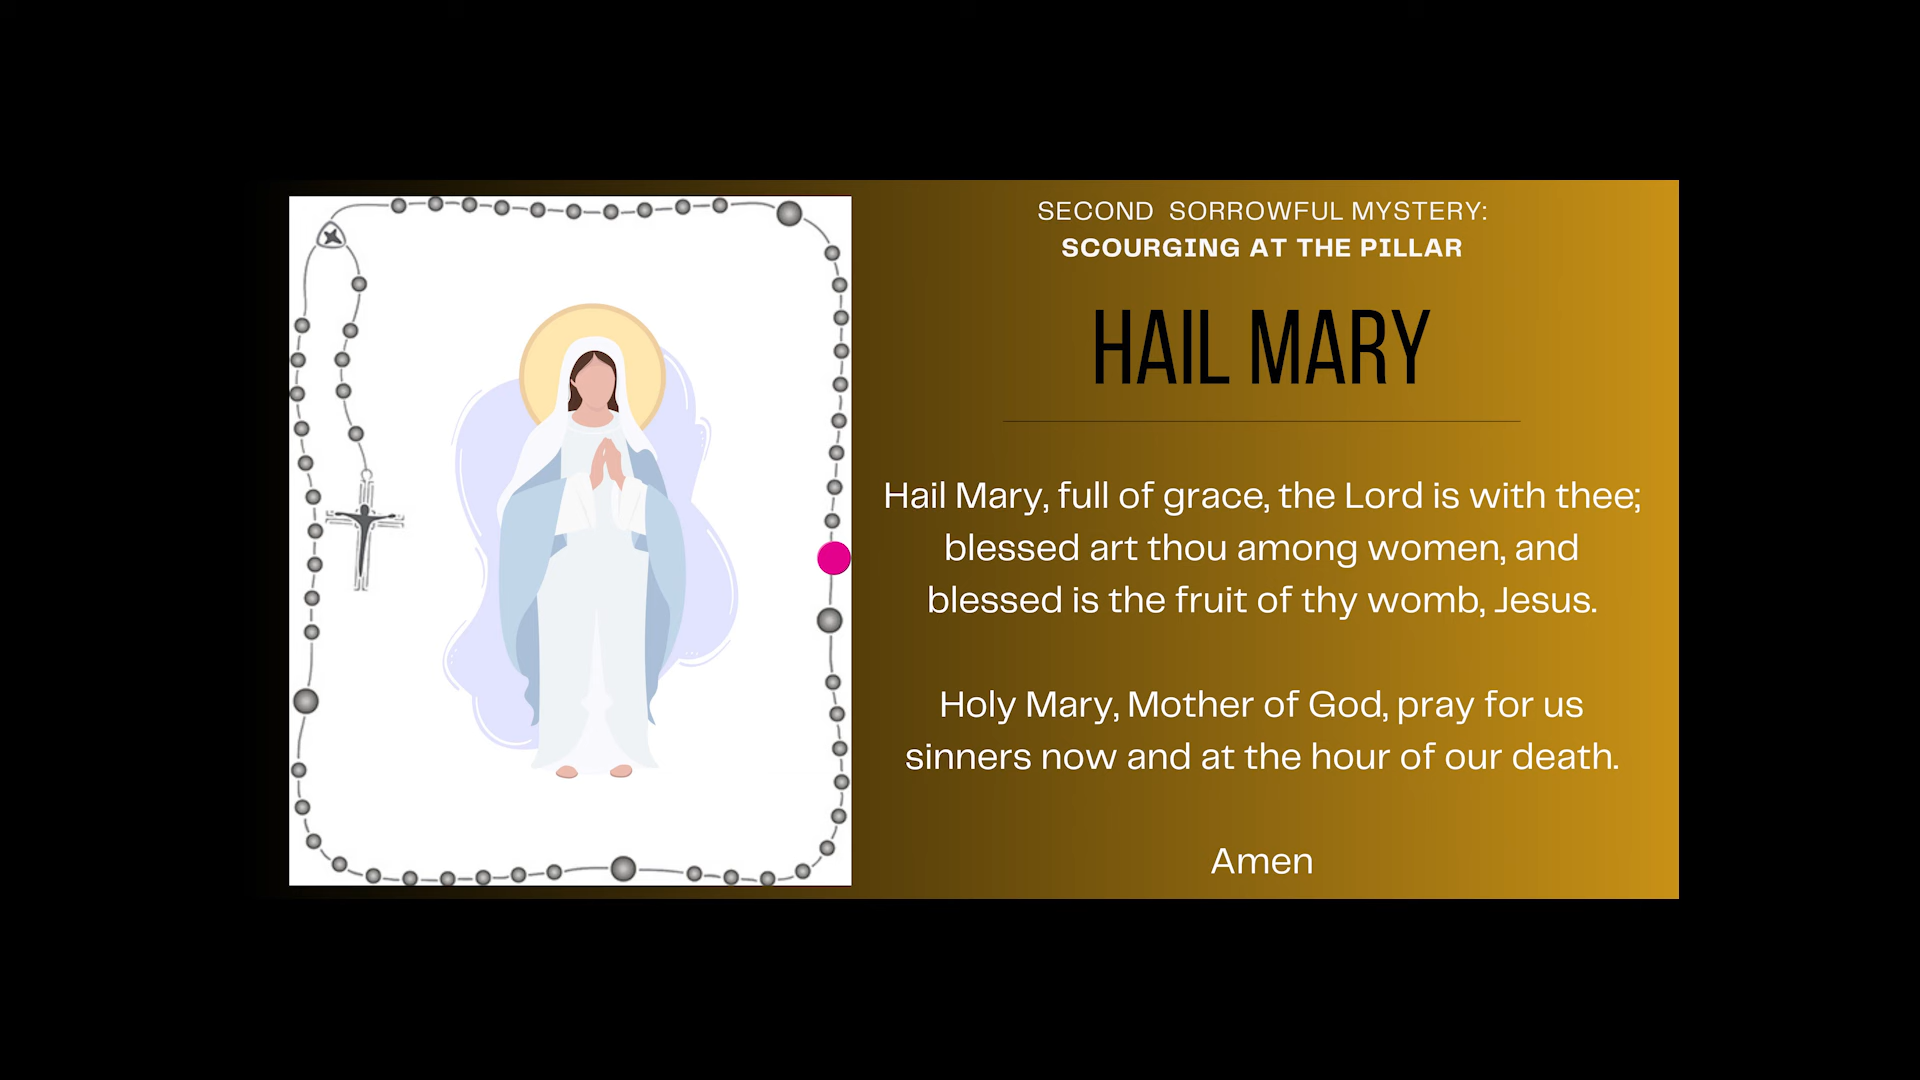 SECOND SORROWFUL MYSTERY:
SCOURGING AT THE PILLAR
HAIL MARY
Hail Mary, full of grace, the Lord is with thee;
blessed art thou among women, and
blessed is the fruit of thy womb, Jesus.
Holy Mary, Mother of God, pray for us
sinners now and at the hour of our death.
Amen